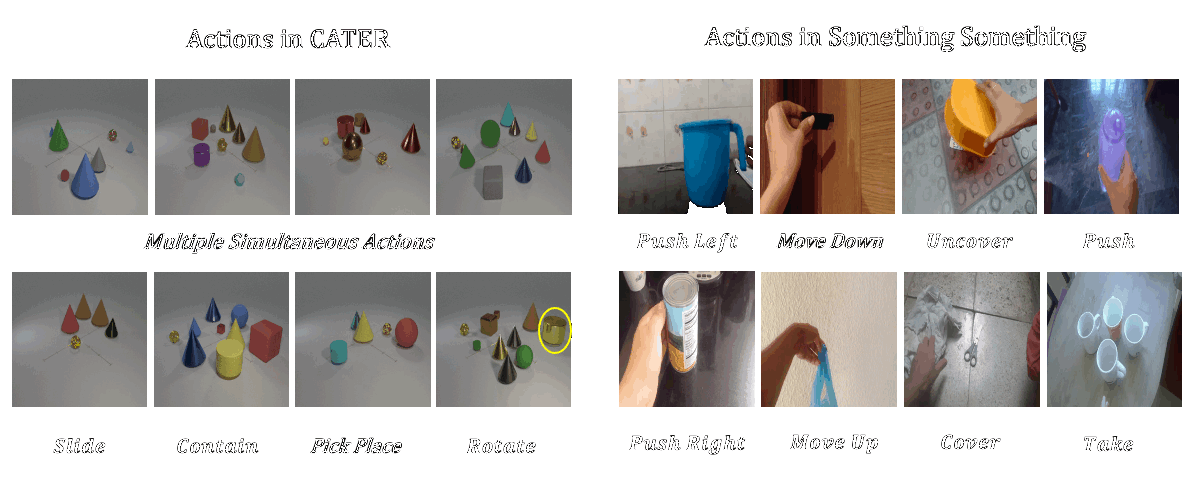 Actions in CATER
Actions in Something Something
Multiple Simultaneous Actions
Push Left
Move Down
Uncover
Push
Slide
Contain
Pick Place
Rotate
Push Right
Move Up
Cover
Take